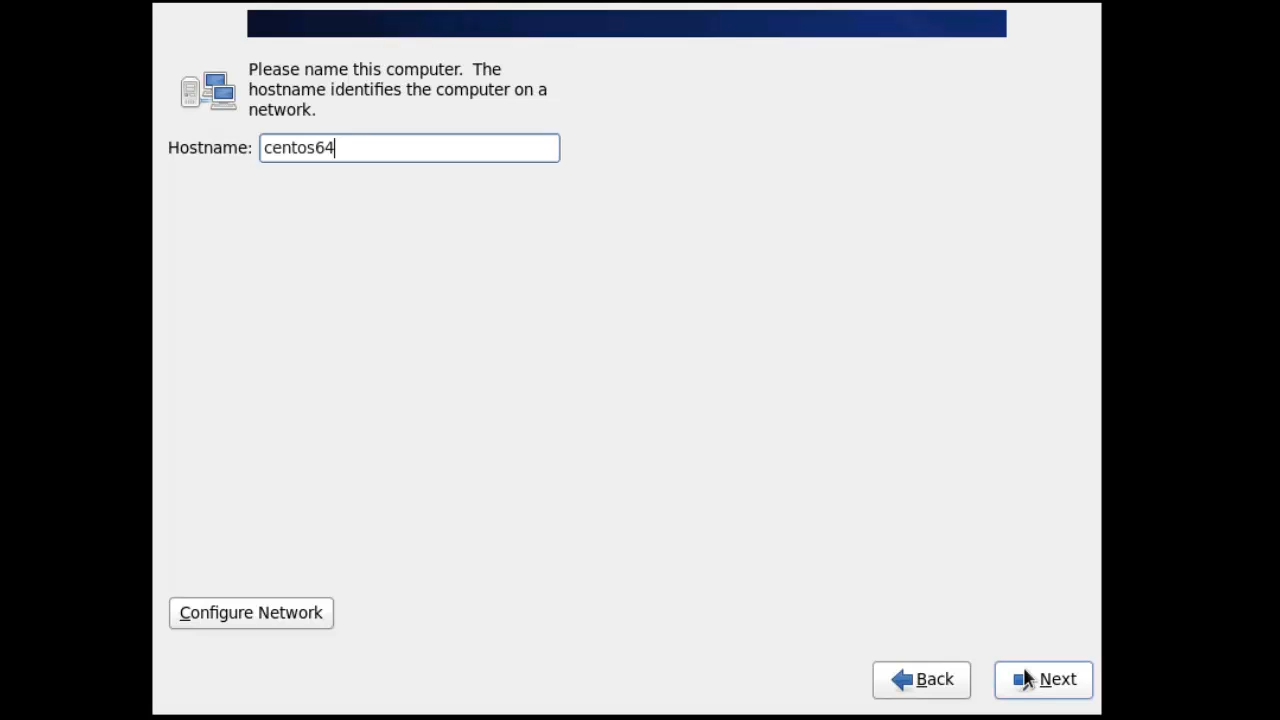 Please name this computer.  The
hostname identifies the computer on a
network.
Hostname: centos64
Configure Network
Back Next